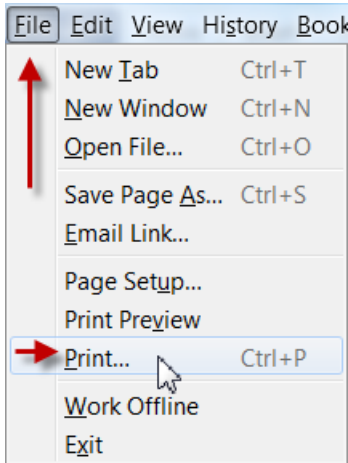 File Edit View History Book
New Tab Ctrl+T
New Window Ctrl+N
Open File... Ctrl+O
Save Page As... Ctrl+S
Email Link...
Page Setup...
Print Preview
Print... Ctrl+P
Work Offline
Exit